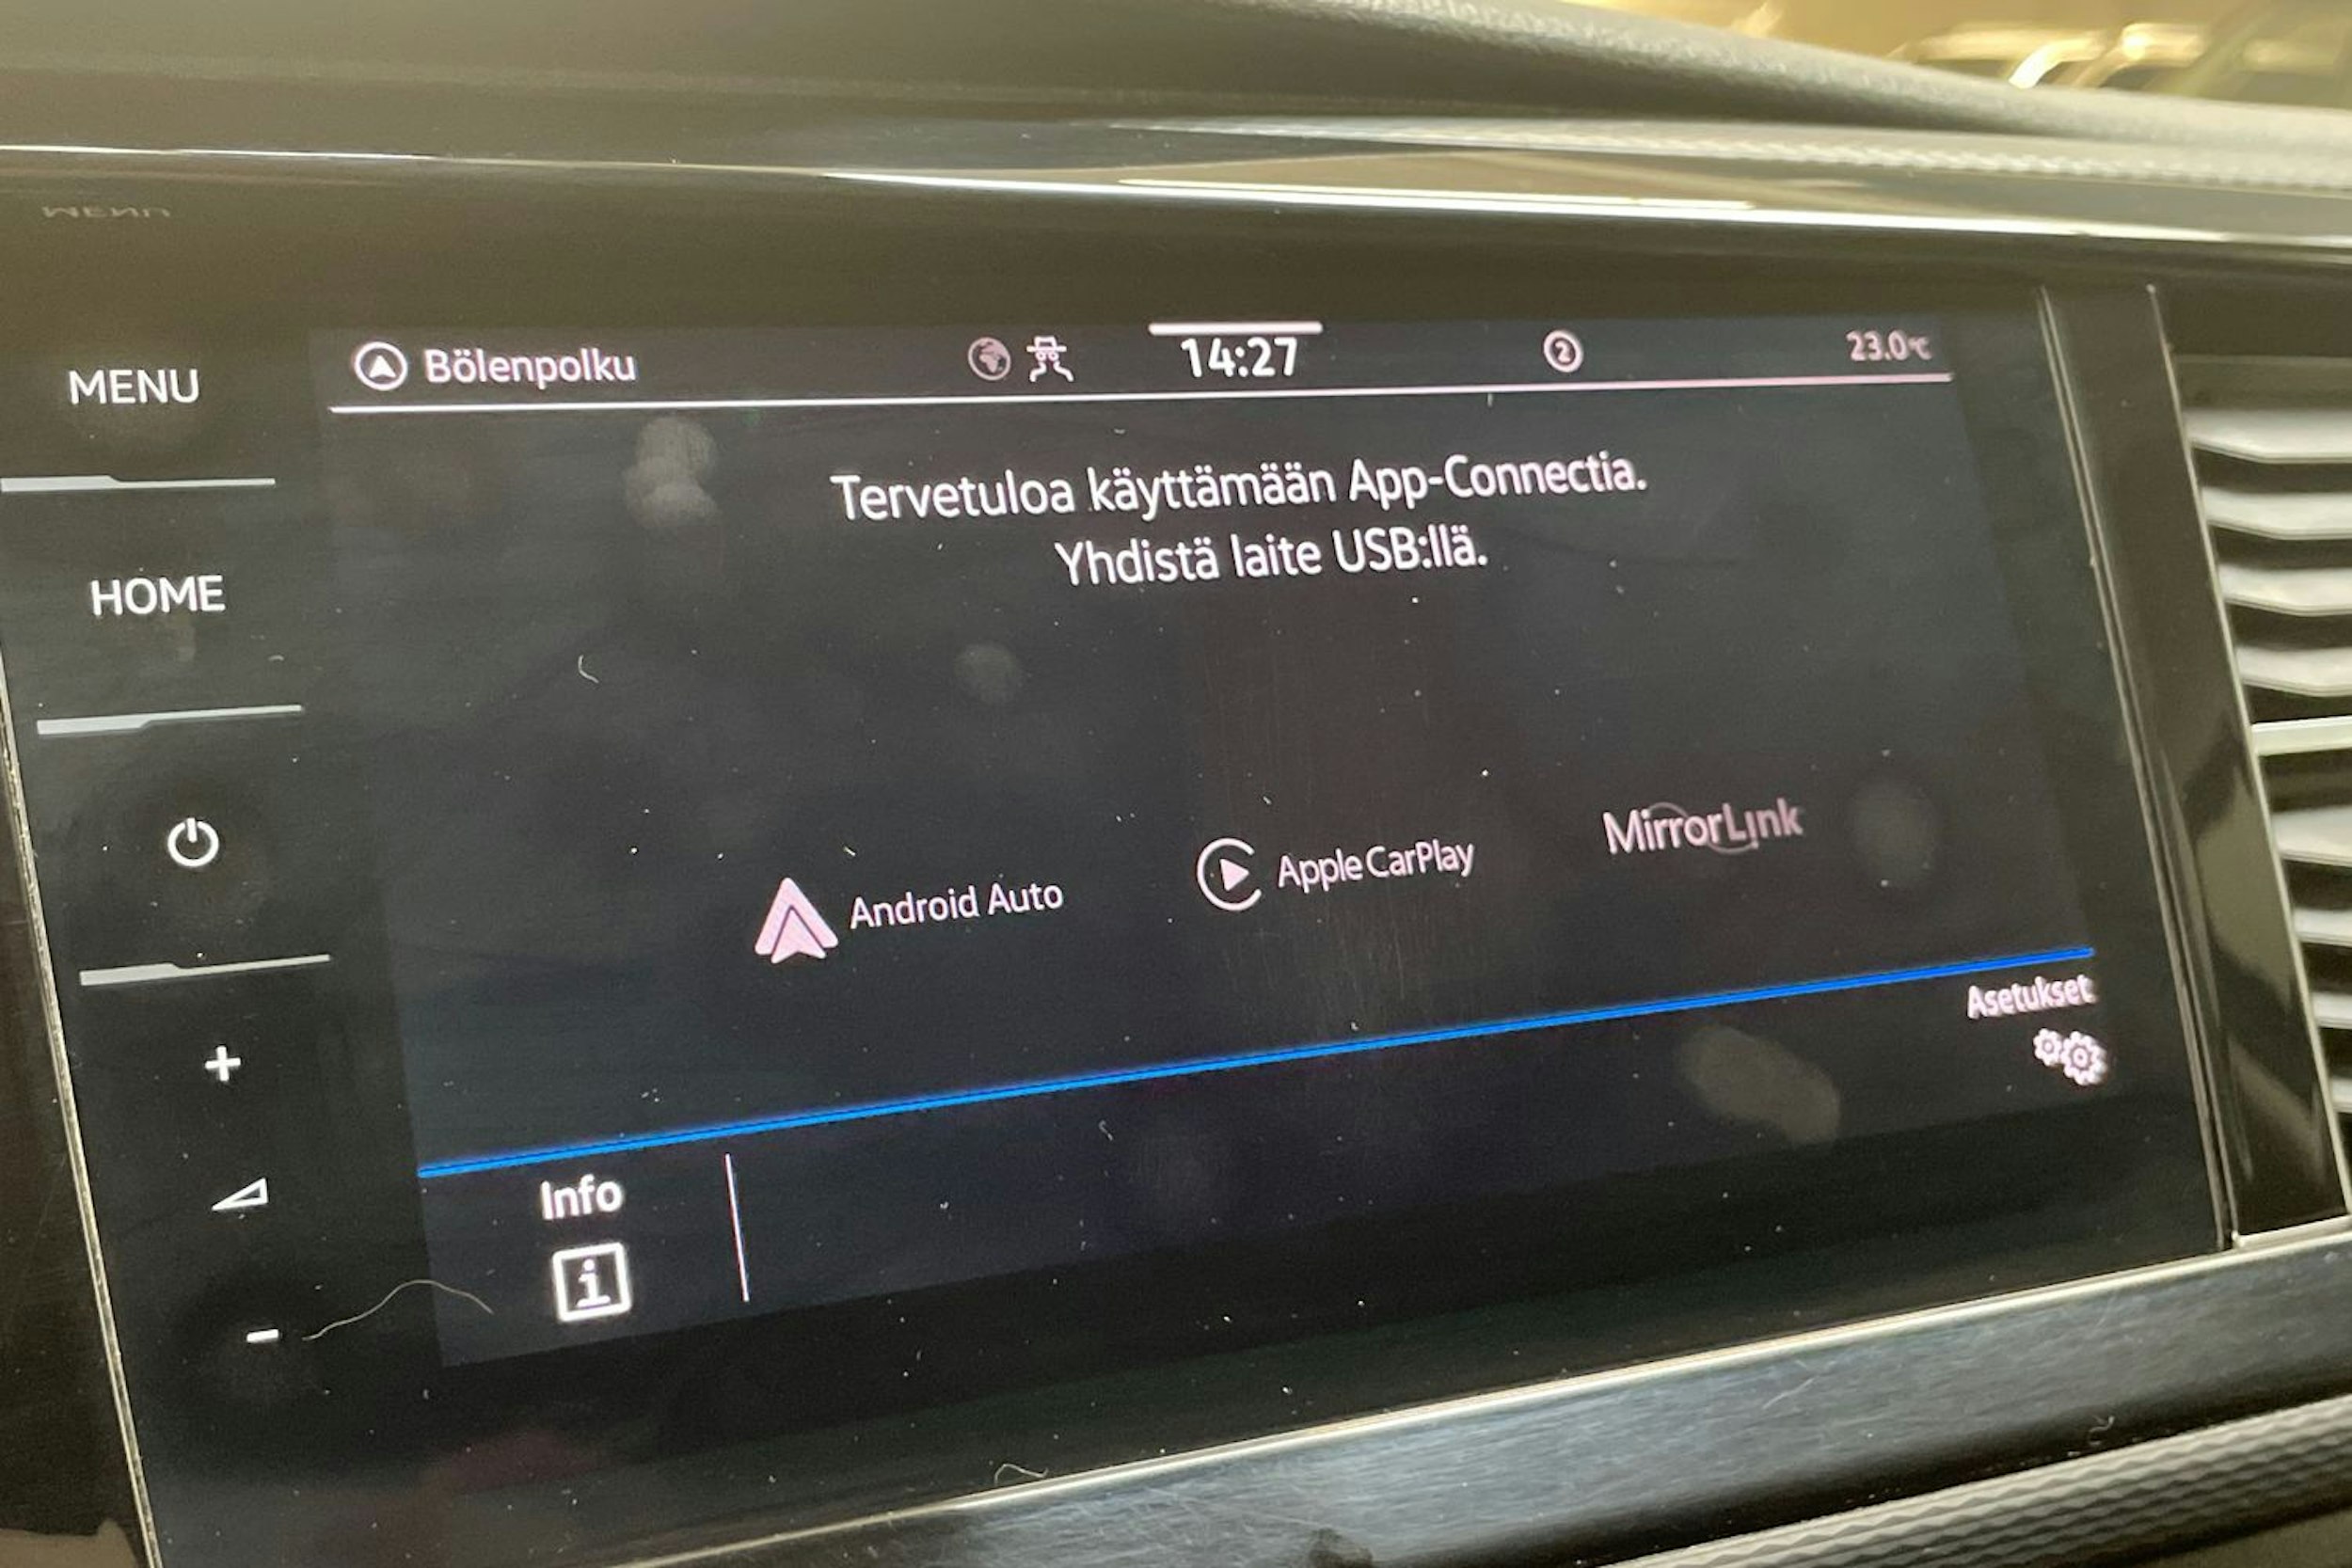 MENU
Bölenpolku 14:27 2 23.0°C
Tervetuloa käyttämään App-Connectia.
Yhdistä laite USB:llä.
HOME
Android Auto Apple CarPlay MirrorLink
Asetukset
+
Info
i
-